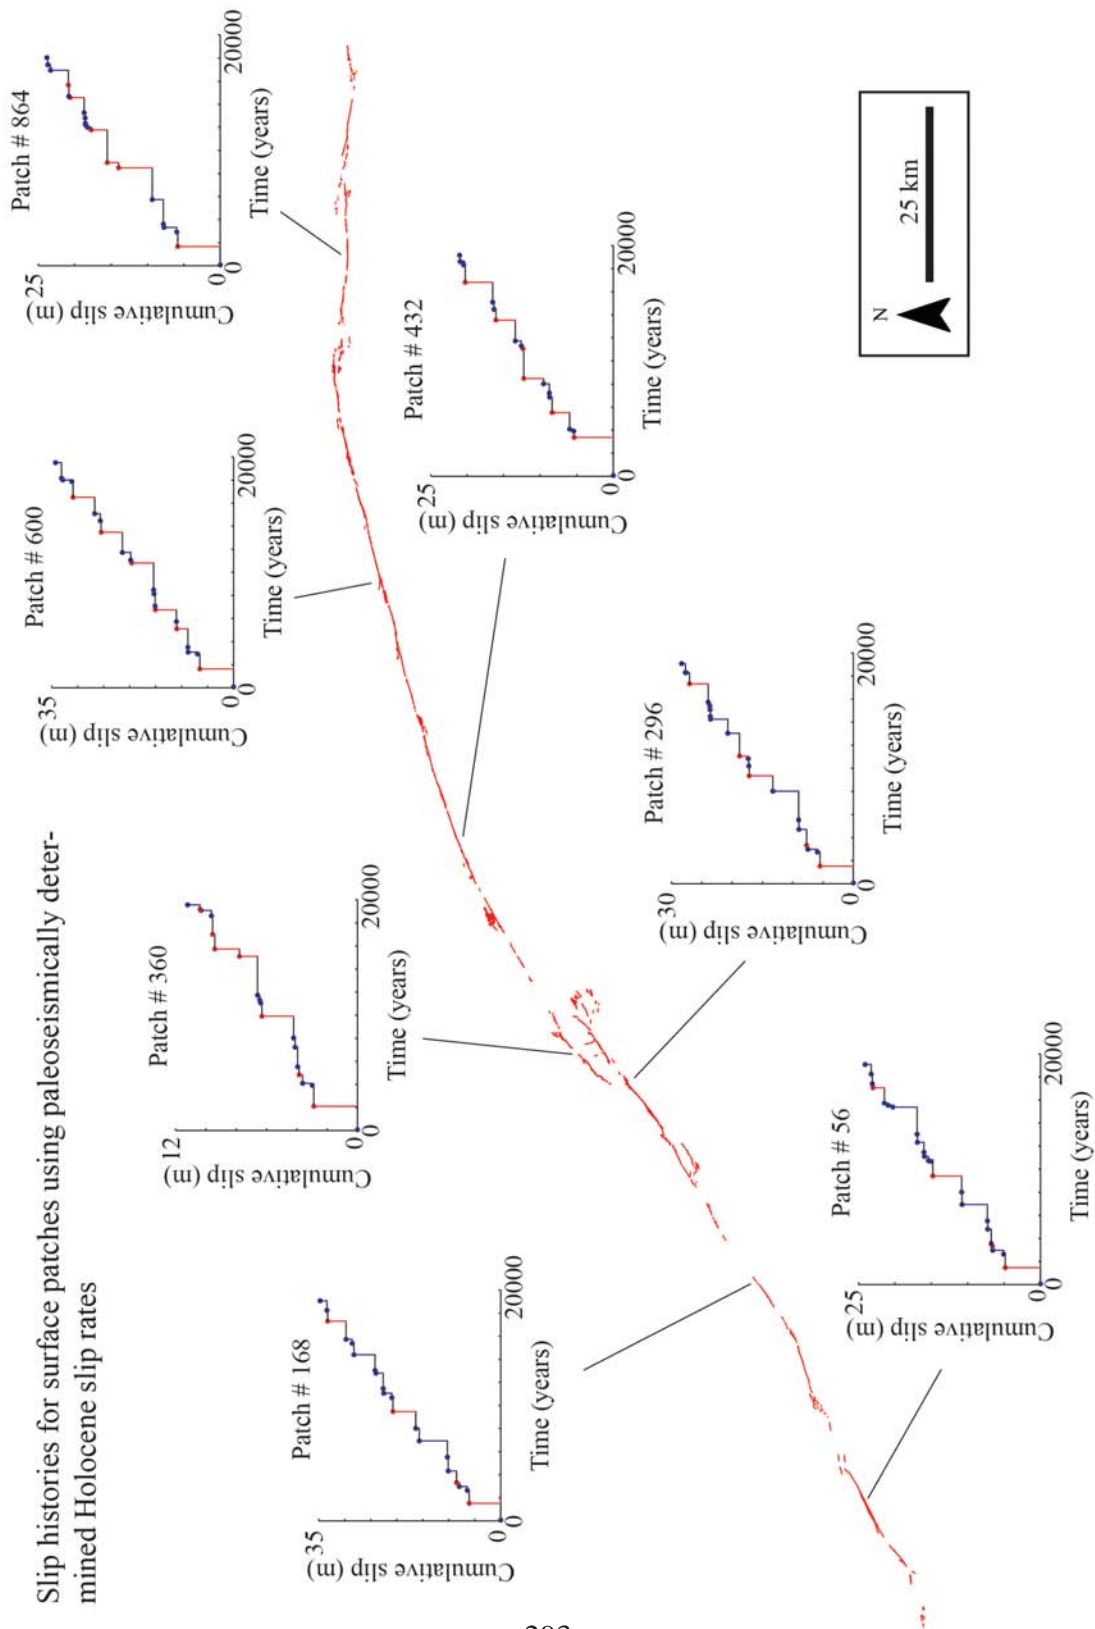 Slip histories for surface patches using paleoseismically deter-
mined Holocene slip rates
Patch # 168
35
0
0
20000
Cumulative slip (m)
Time (years)
Patch # 360
12
0
0
20000
Cumulative slip (m)
Time (years)
Patch # 600
35
0
0
20000
Cumulative slip (m)
Time (years)
Patch # 864
25
0
0
20000
Cumulative slip (m)
Time (years)
Patch # 432
25
0
0
20000
Cumulative slip (m)
Time (years)
Patch # 296
30
0
0
20000
Cumulative slip (m)
Time (years)
Patch # 56
25
0
0
20000
Cumulative slip (m)
Time (years)
N
25 km